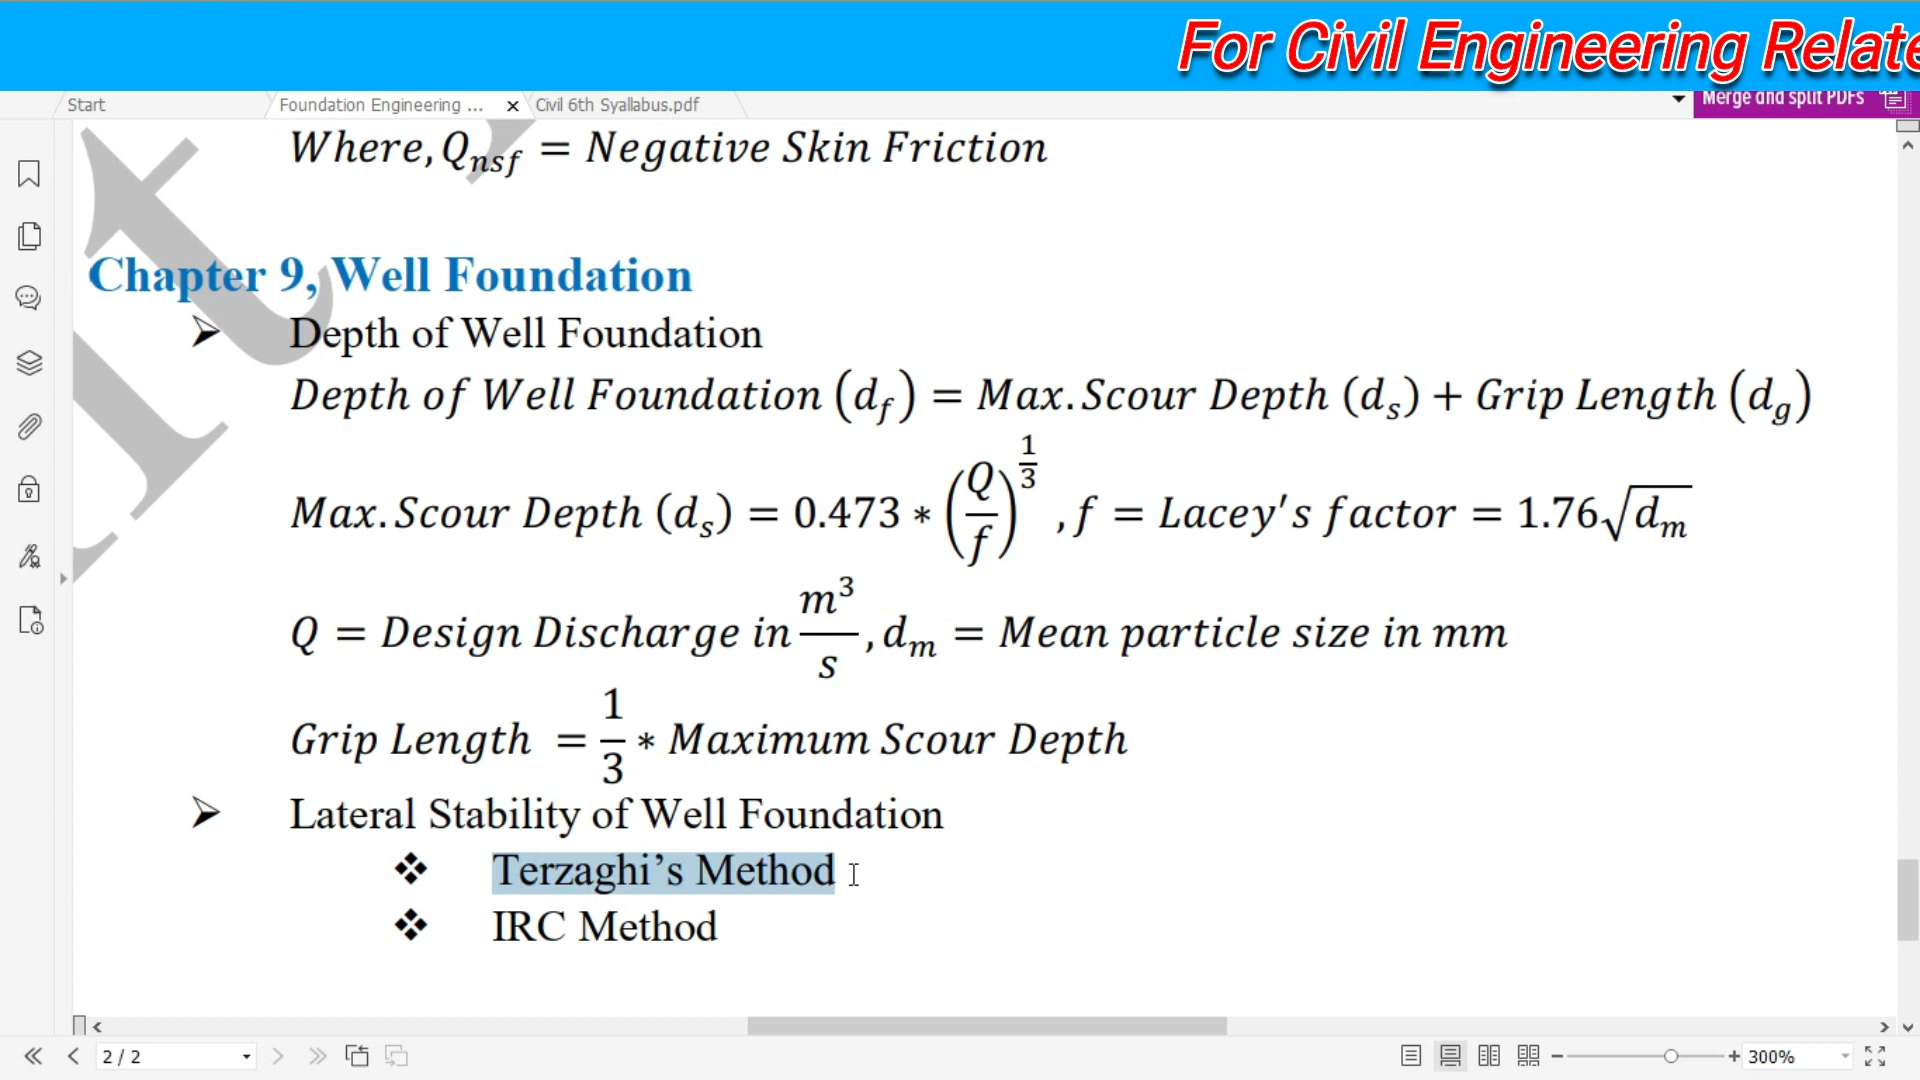 For Civil Engineering Relate
Start
Foundation Engineering ...
Civil 6th Syallabus.pdf
Merge and split PDFs
Where, Q_nsf = Negative Skin Friction
Chapter 9, Well Foundation
➢ Depth of Well Foundation
Depth of Well Foundation (d_f) = Max. Scour Depth (d_s) + Grip Length (d_g)
Max. Scour Depth (d_s) = 0.473 * (Q/f)^(1/3), f = Lacey's factor = 1.76√d_m
Q = Design Discharge in m³/s, d_m = Mean particle size in mm
Grip Length = 1/3 * Maximum Scour Depth
➢ Lateral Stability of Well Foundation
❖ Terzaghi’s Method
❖ IRC Method
2 / 2
300%